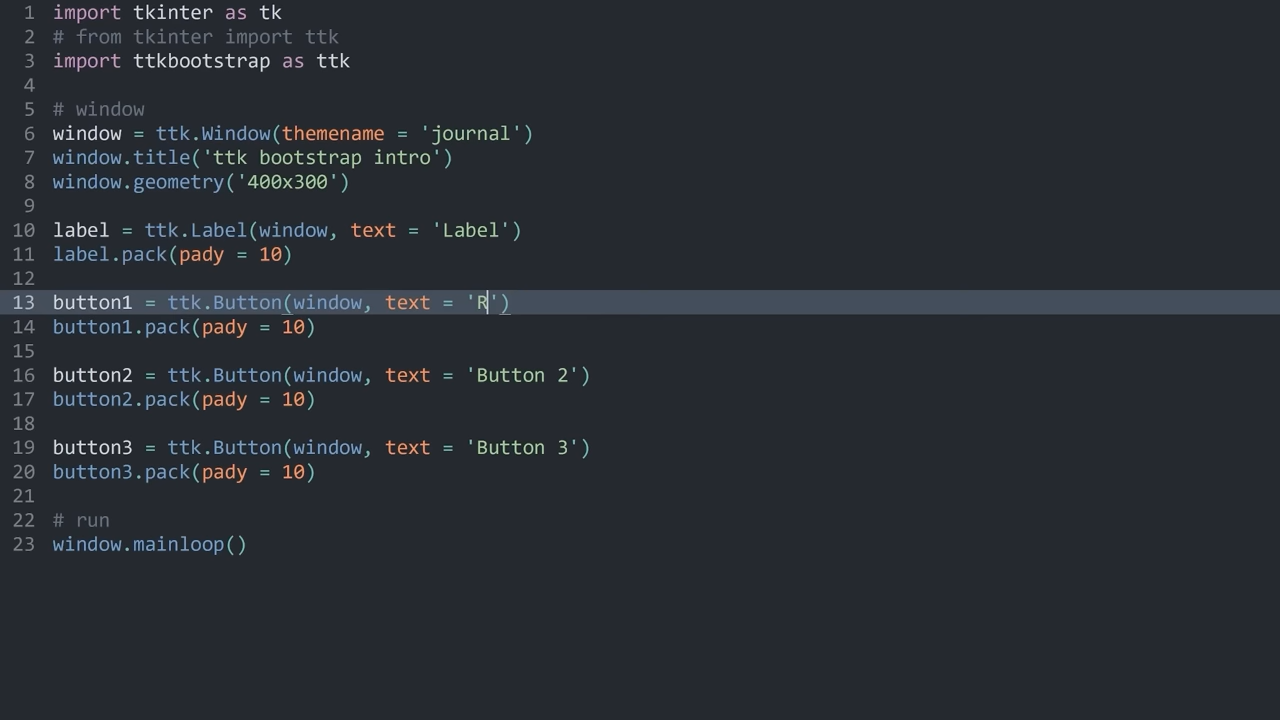 1 import tkinter as tk
2 # from tkinter import ttk
3 import ttkbootstrap as ttk
4
5 # window
6 window = ttk.Window(themename = 'journal')
7 window.title('ttk bootstrap intro')
8 window.geometry('400x300')
9
10 label = ttk.Label(window, text = 'Label')
11 label.pack(pady = 10)
12
13 button1 = ttk.Button(window, text = 'R')
14 button1.pack(pady = 10)
15
16 button2 = ttk.Button(window, text = 'Button 2')
17 button2.pack(pady = 10)
18
19 button3 = ttk.Button(window, text = 'Button 3')
20 button3.pack(pady = 10)
21
22 # run
23 window.mainloop()